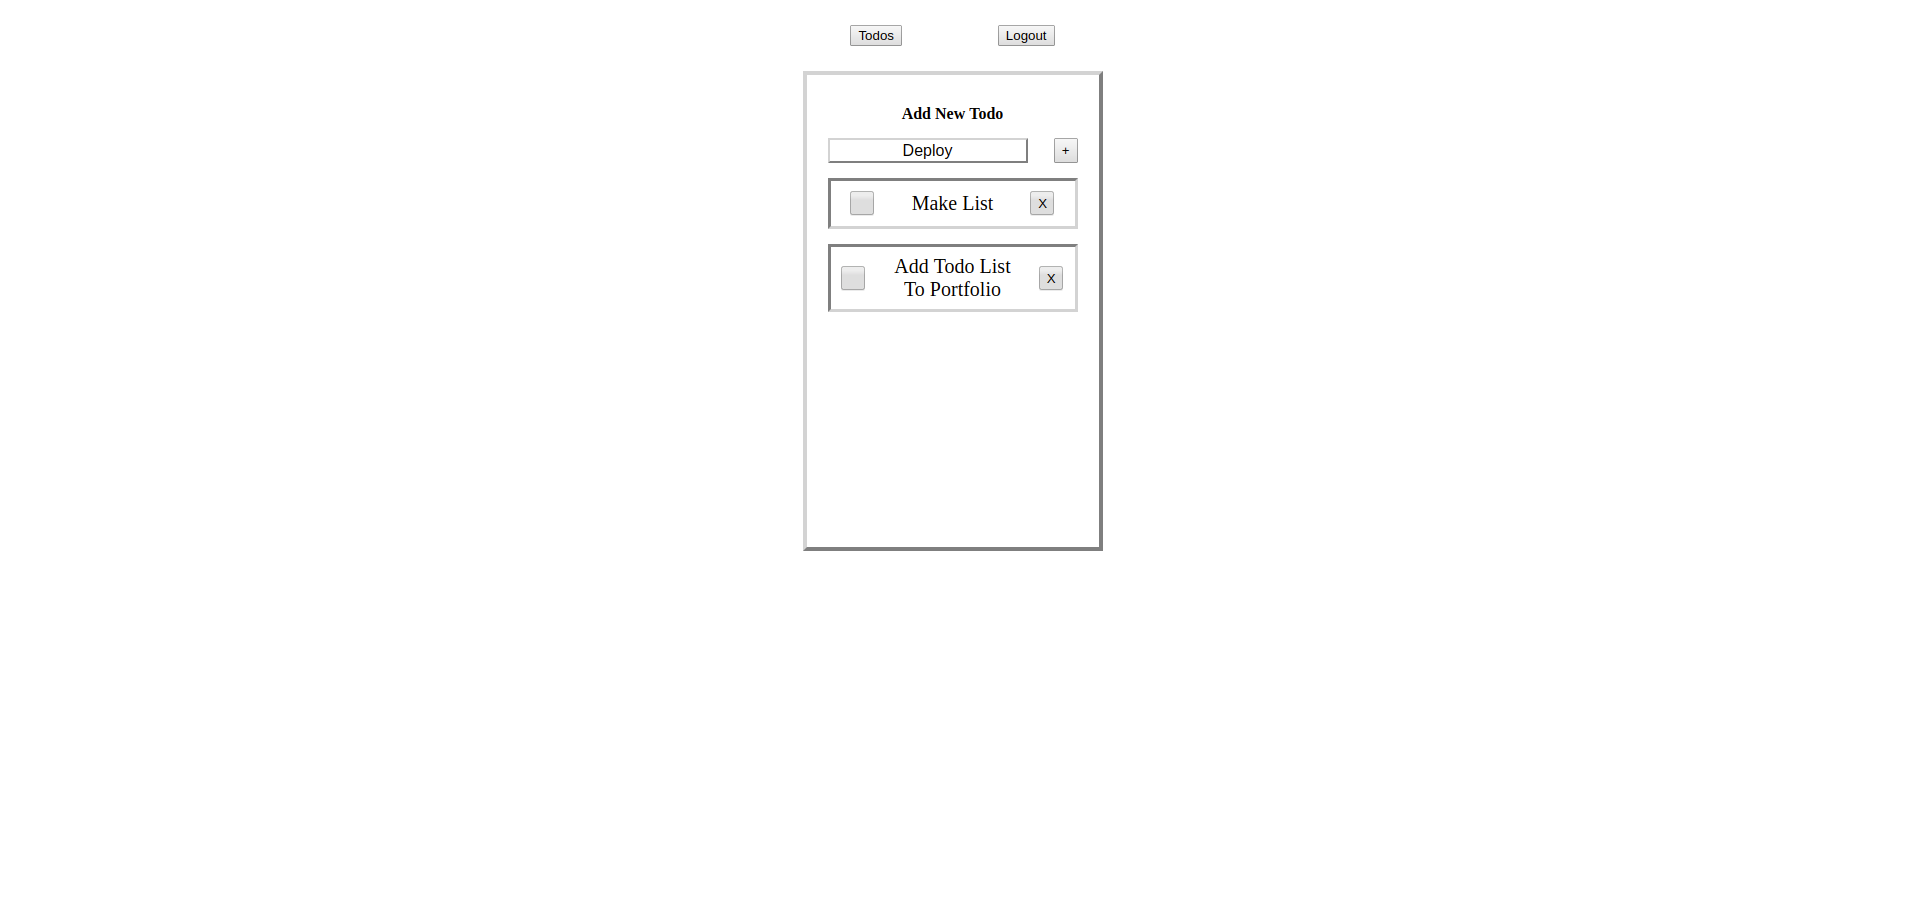 Todos Logout
Add New Todo
Deploy +
Make List X
Add Todo List
To Portfolio X